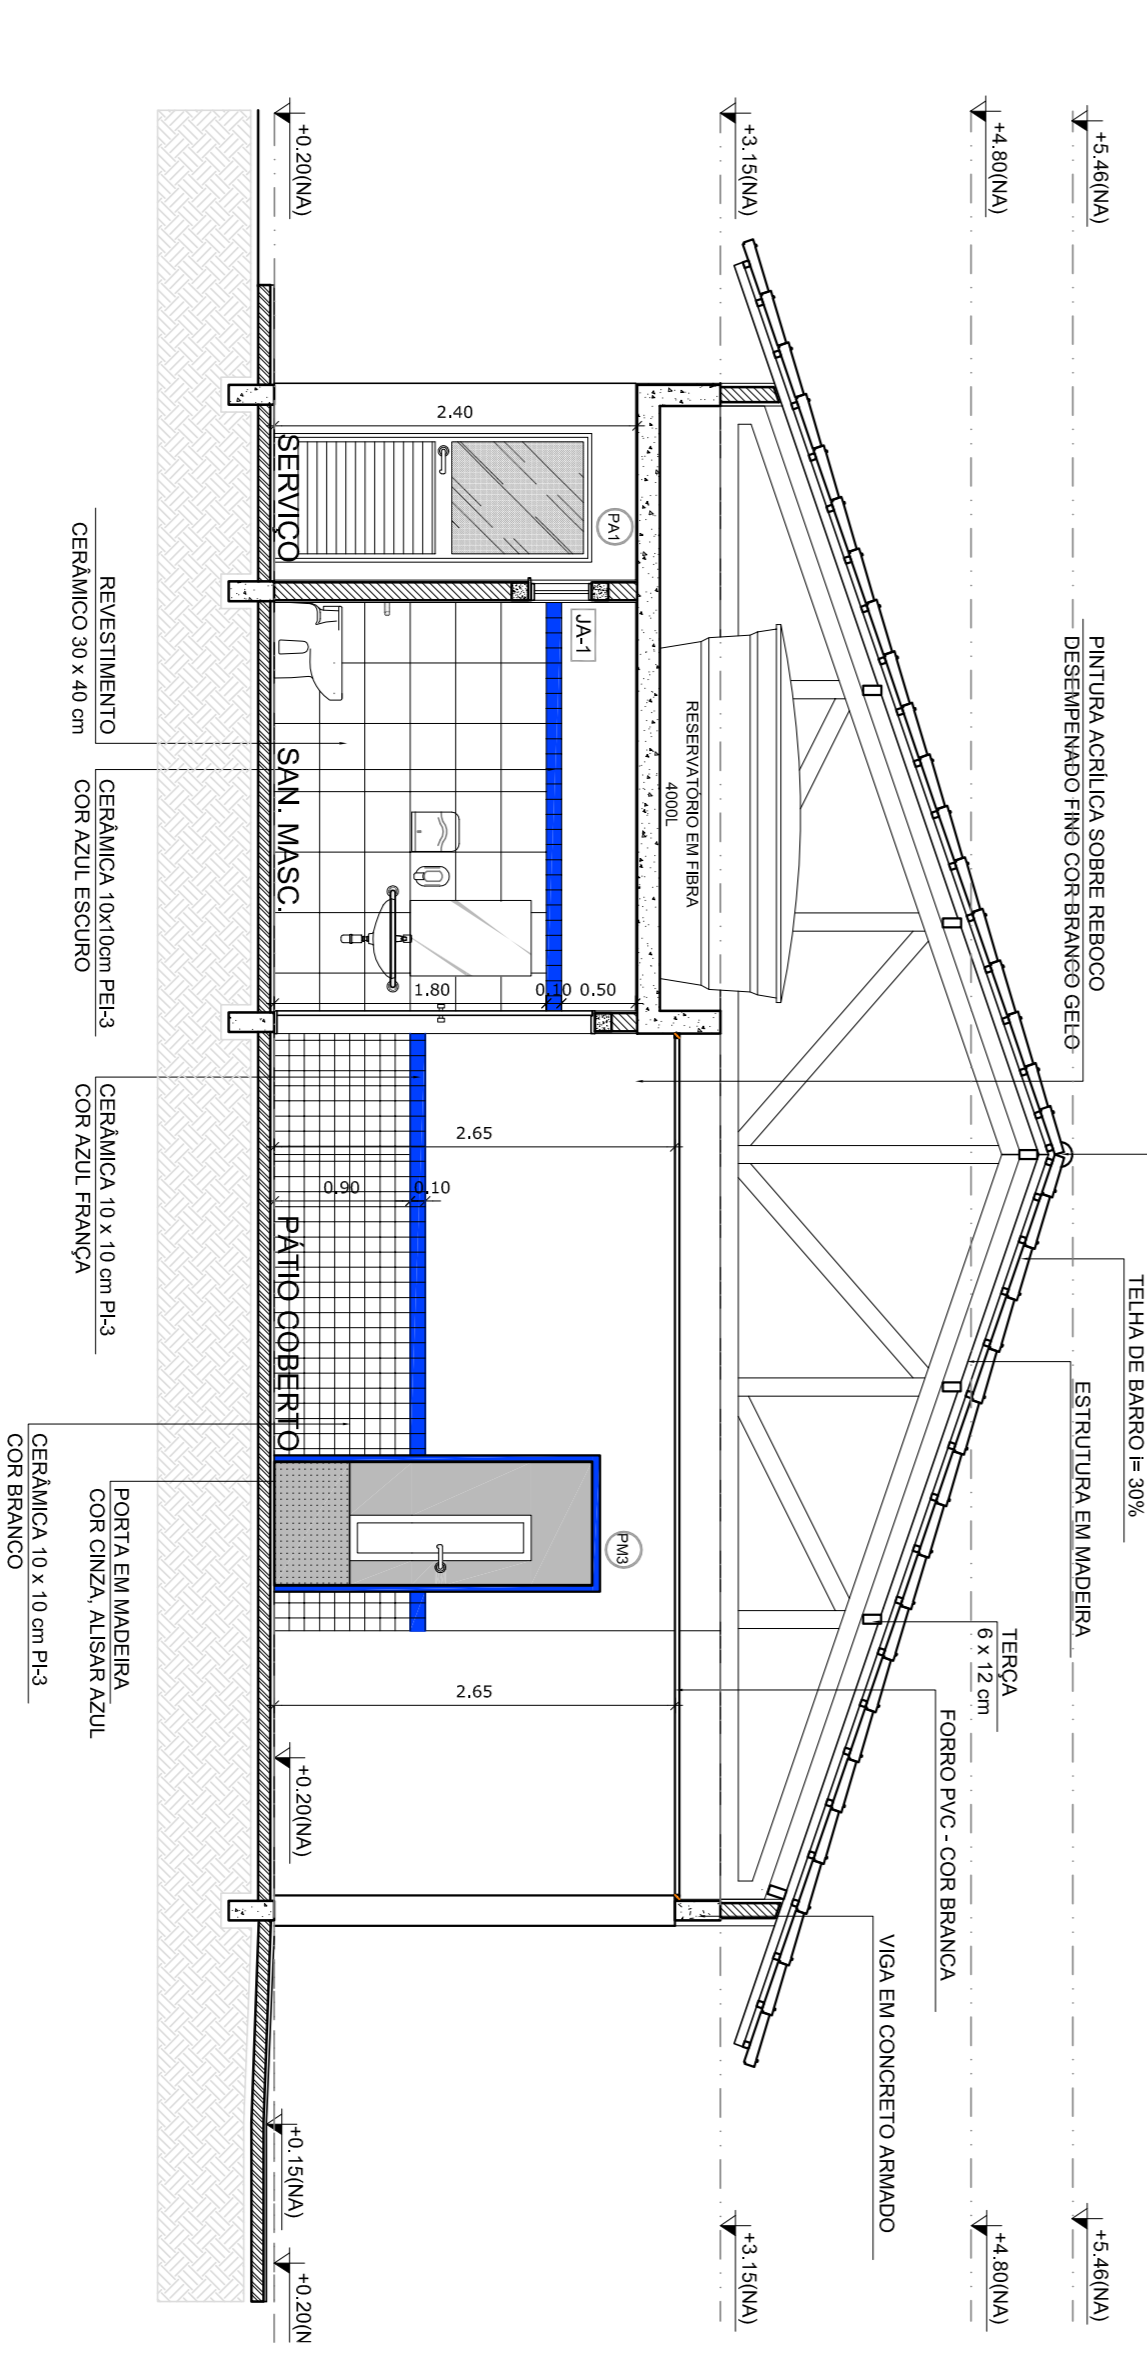 +5.46(NA)
+4.80(NA)
+3.15(NA)
+0.20(NA)
PINTURA ACRÍLICA SOBRE REBOCO
DESEMPENADO FINO COR BRANCO GELO
TELHA DE BARRO i= 30%
ESTRUTURA EM MADEIRA
TERÇA
6 x 12 cm
FORRO PVC - COR BRANCA
VIGA EM CONCRETO ARMADO
+5.46(NA)
+4.80(NA)
+3.15(NA)
RESERVATÓRIO EM FIBRA
4000L
PA1
JA-1
PM3
2.40
0.50
0.10
1.80
2.65
0.90
0.10
2.65
SERVIÇO
SAN. MASC.
PÁTIO COBERTO
+0.20(NA)
+0.15(NA)
+0.20(N
REVESTIMENTO
CERÂMICO 30 x 40 cm
CERÂMICA 10x10cm PEI-3
COR AZUL ESCURO
CERÂMICA 10 x 10 cm PI-3
COR AZUL FRANÇA
PORTA EM MADEIRA
COR CINZA, ALISAR AZUL
CERÂMICA 10 x 10 cm PI-3
COR BRANCO